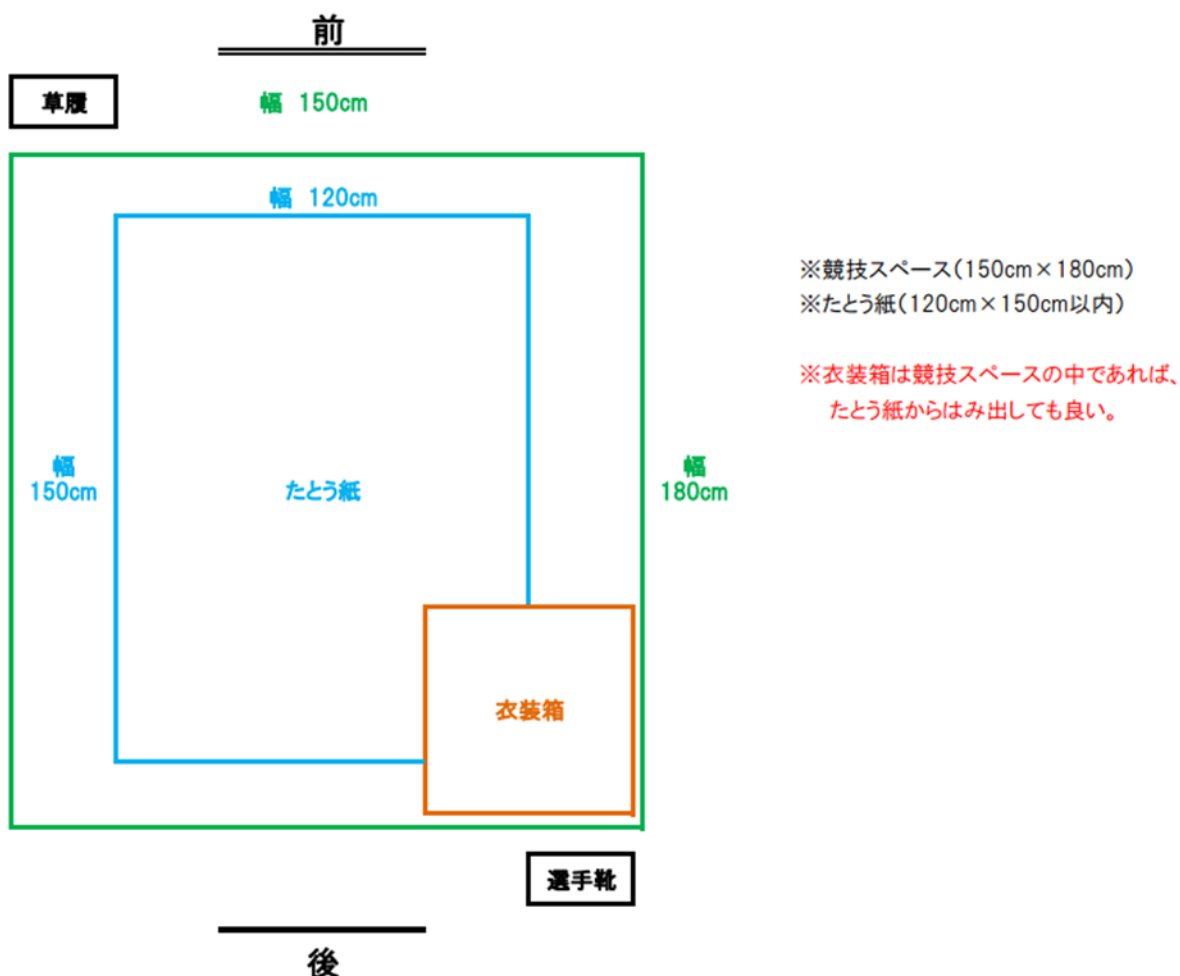 前
草履
幅 150cm
幅 120cm
※競技スペース(150cm×180cm)
※たとう紙(120cm×150cm以内)
※衣装箱は競技スペースの中であれば、
たとう紙からはみ出しても良い。
幅
150cm
たとう紙
幅
180cm
衣装箱
選手靴
後